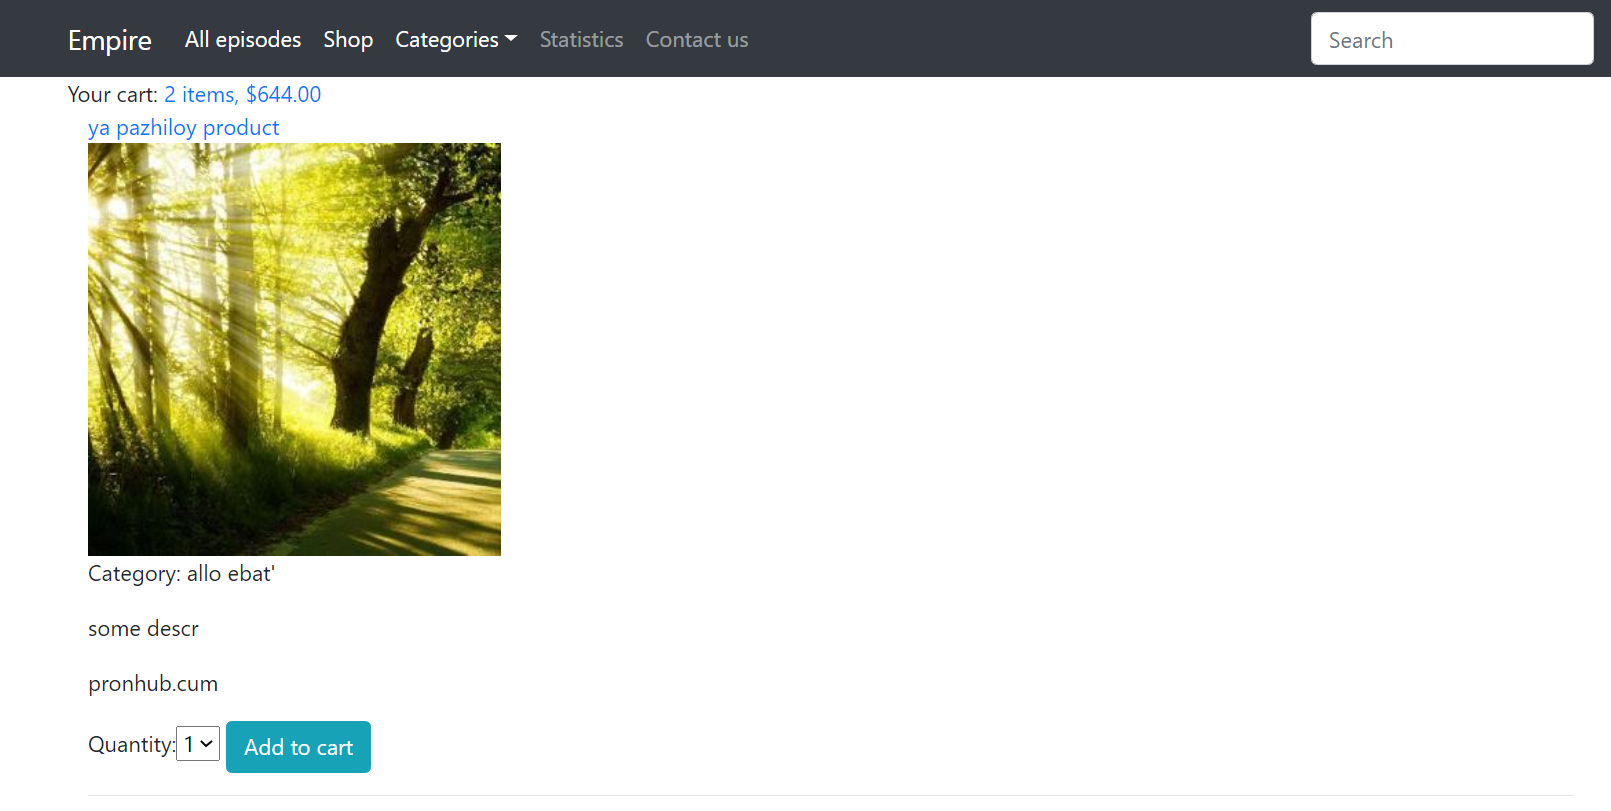 Empire All episodes Shop Categories Statistics Contact us Search
Your cart: 2 items, $644.00
ya pazhiloy product
Category: allo ebat'
some descr
pronhub.cum
Quantity: 1 Add to cart